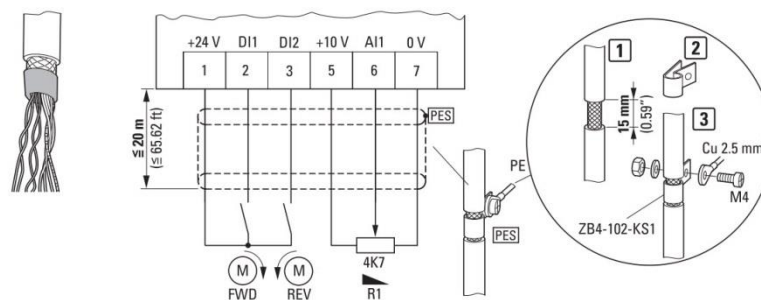 +24 V DI1 DI2 +10 V AI1 0 V
1 2 3 5 6 7
≦ 20 m
(≦ 65.62 ft)
PES
4K7
R1
M
FWD
M
REV
PE
PES
1
2
3
15 mm
(0.59")
Cu 2.5 mm
M4
ZB4-102-KS1